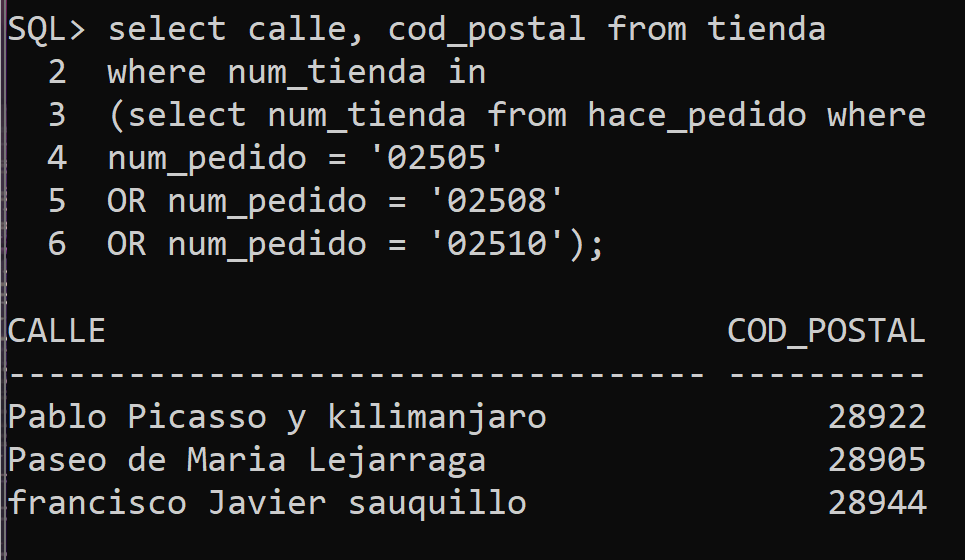 SQL> select calle, cod_postal from tienda
2 where num_tienda in
3 (select num_tienda from hace_pedido where
4 num_pedido = '02505'
5 OR num_pedido = '02508'
6 OR num_pedido = '02510');
CALLE COD_POSTAL
----------------------------------- ----------
Pablo Picasso y kilimanjaro 28922
Paseo de Maria Lejarraga 28905
francisco Javier sauquillo 28944